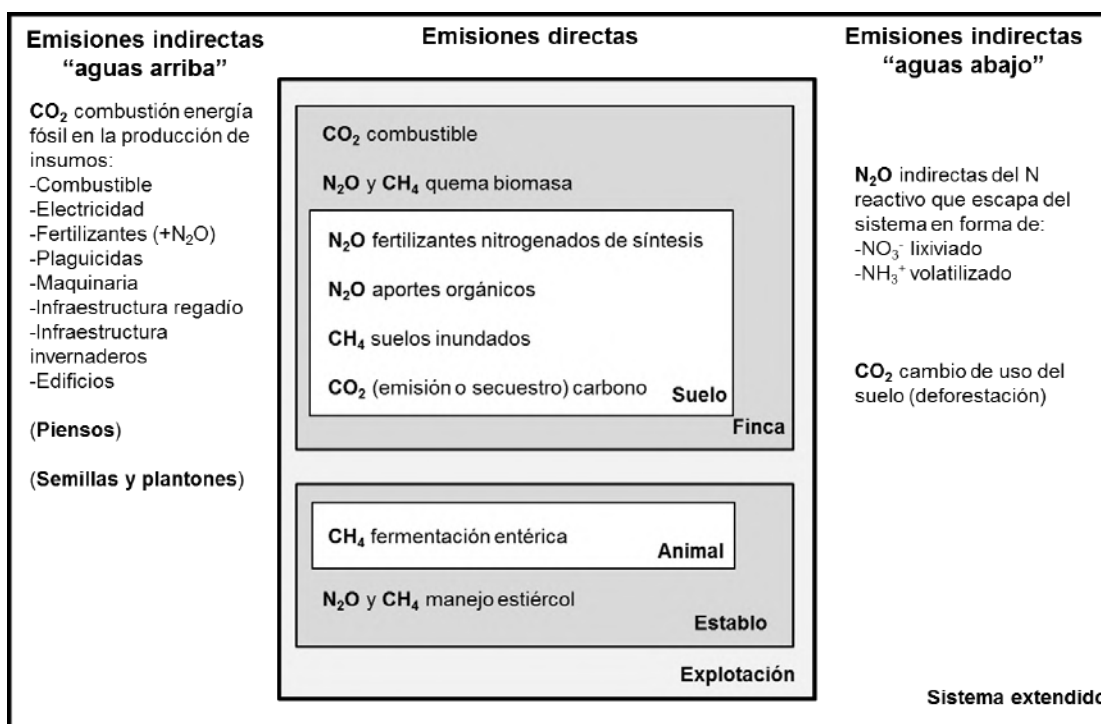 Emisiones indirectas
“aguas arriba”
CO₂ combustión energía
fósil en la producción de
insumos:
-Combustible
-Electricidad
-Fertilizantes (+N₂O)
-Plaguicidas
-Maquinaria
-Infraestructura regadío
-Infraestructura
invernaderos
-Edificios
(Piensos)
(Semillas y plantones)
Emisiones directas
CO₂ combustible
N₂O y CH₄ quema biomasa
N₂O fertilizantes nitrogenados de síntesis
N₂O aportes orgánicos
CH₄ suelos inundados
CO₂ (emisión o secuestro) carbono
Suelo
Finca
CH₄ fermentación entérica
Animal
N₂O y CH₄ manejo estiércol
Establo
Explotación
Emisiones indirectas
“aguas abajo”
N₂O indirectas del N
reactivo que escapa del
sistema en forma de:
-NO₃⁻ lixiviado
-NH₃⁺ volatilizado
CO₂ cambio de uso del
suelo (deforestación)
Sistema extendido